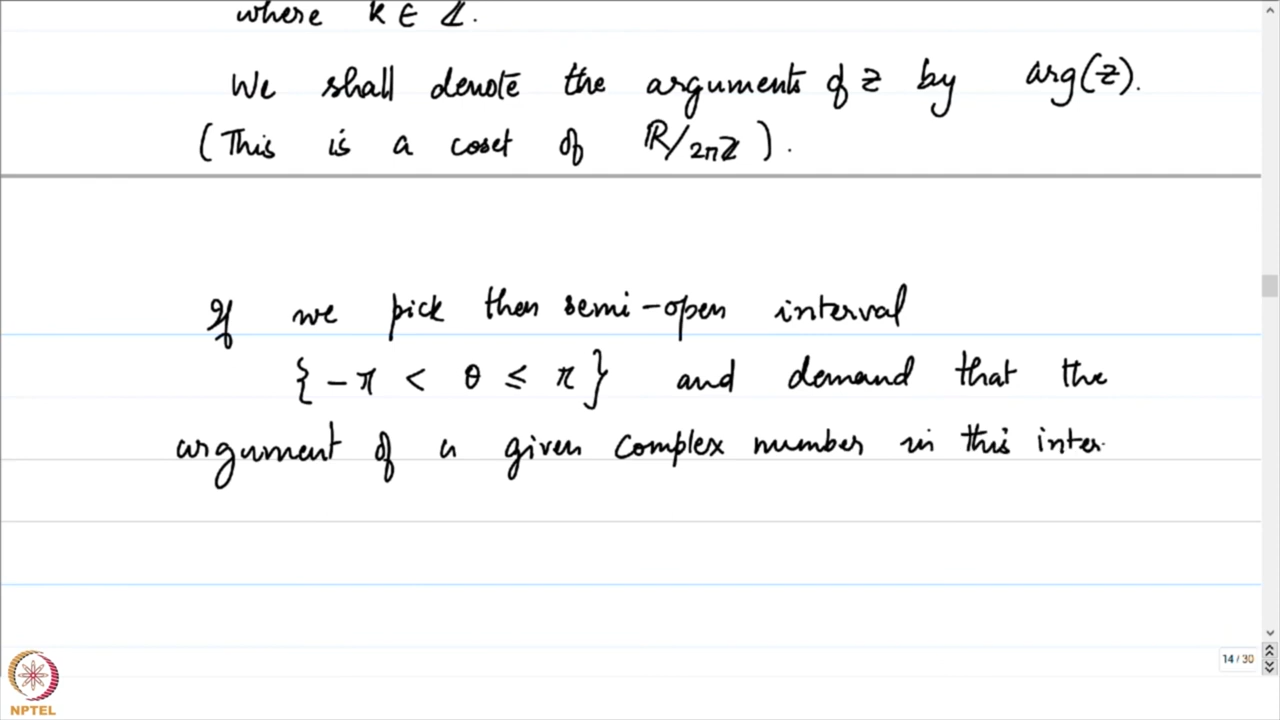 where k ∈ ℤ.
We shall denote the arguments of z by arg(z).
(This is a coset of ℝ/2πℤ).
If we pick then semi-open interval
{-π < θ ≤ π} and demand that the
argument of a given complex number in this inter
14 / 30
NPTEL